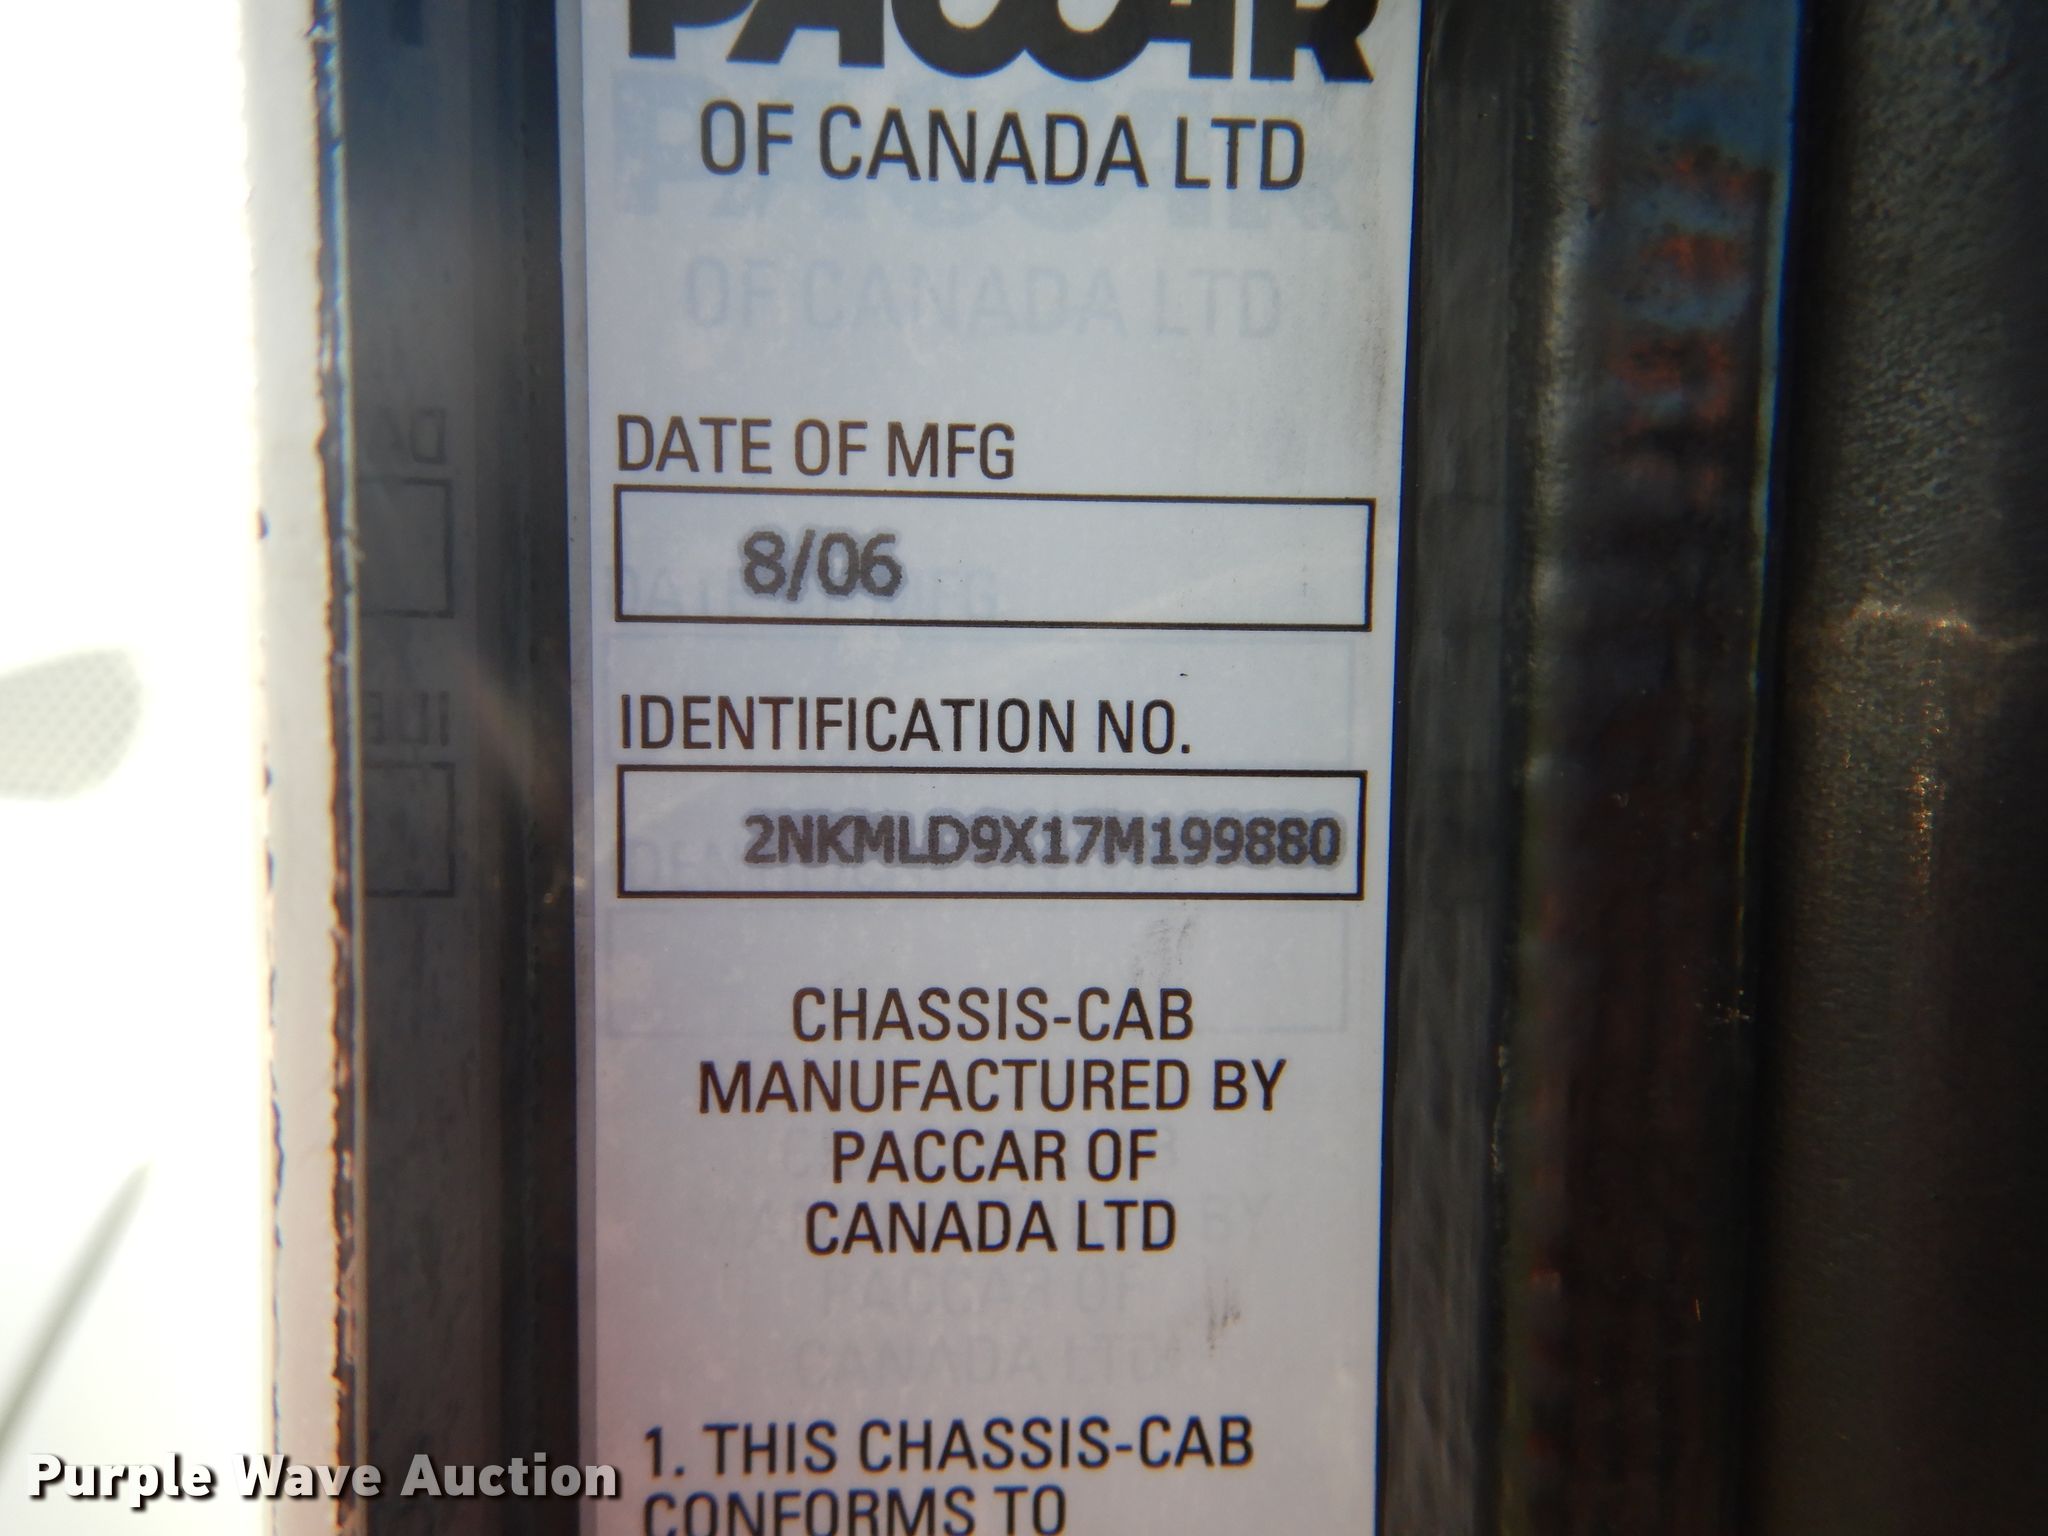 PACCAR
OF CANADA LTD
DATE OF MFG
8/06
IDENTIFICATION NO.
2NKMLD9X17M199880
CHASSIS-CAB
MANUFACTURED BY
PACCAR OF
CANADA LTD
1. THIS CHASSIS-CAB
CONFORMS TO
Purple Wave Auction